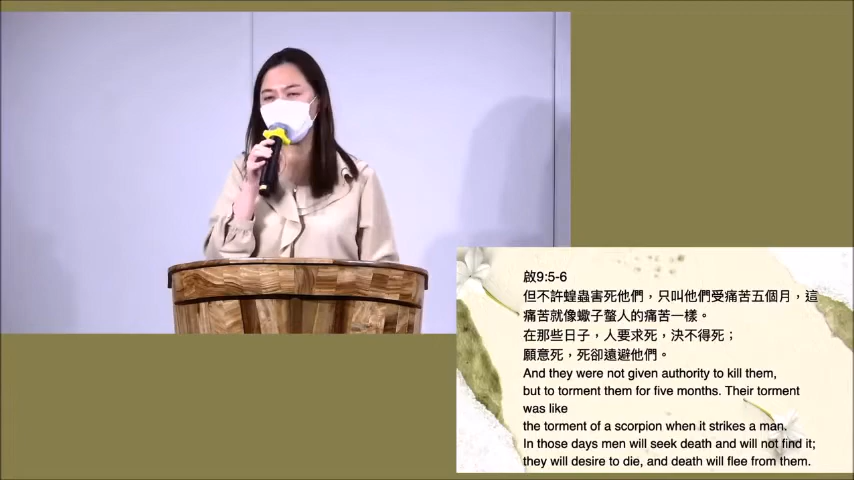 啟9:5-6
但不許蝗蟲害死他們，只叫他們受痛苦五個月，這
痛苦就像蠍子螫人的痛苦一樣。
在那些日子，人要求死，決不得死；
願意死，死卻遠避他們。
And they were not given authority to kill them,
but to torment them for five months. Their torment
was like
the torment of a scorpion when it strikes a man.
In those days men will seek death and will not find it;
they will desire to die, and death will flee from them.